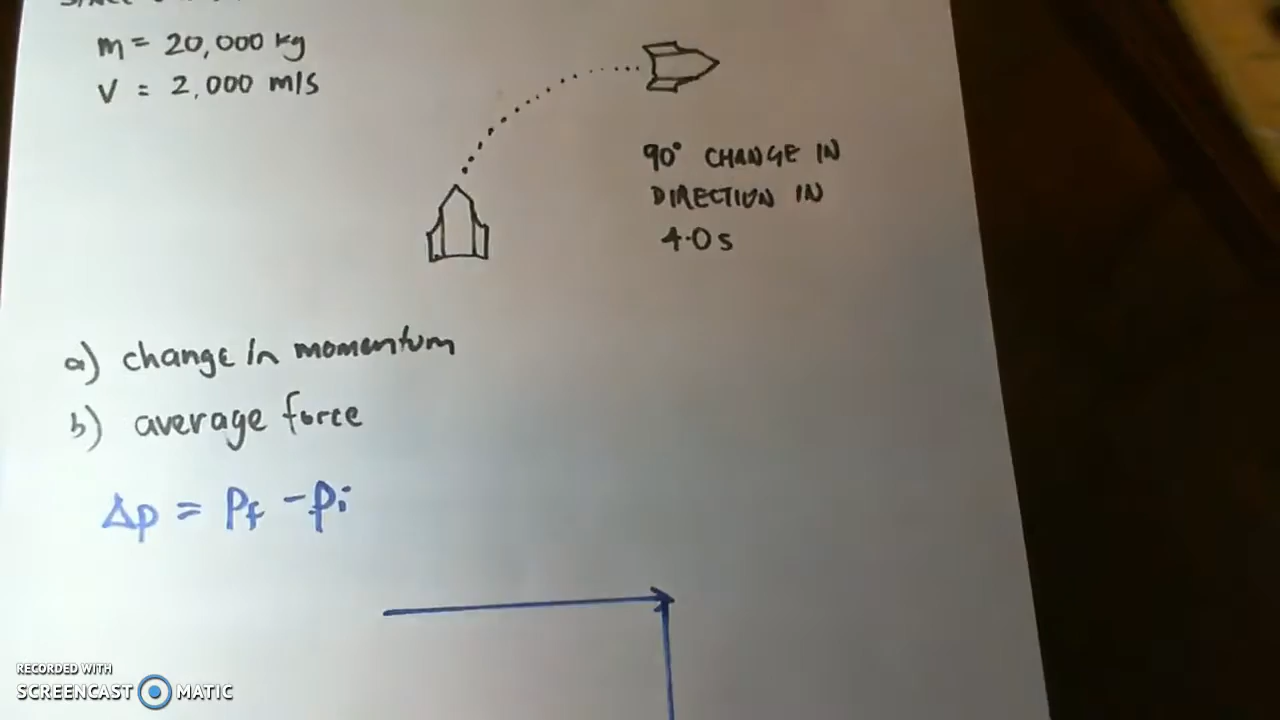 m = 20,000 kg
V = 2,000 m/s
90° CHANGE IN
DIRECTION IN
4.0 s
a) change in momentum
b) average force
Δp = Pf - Pi
RECORDED WITH
SCREENCAST MATIC